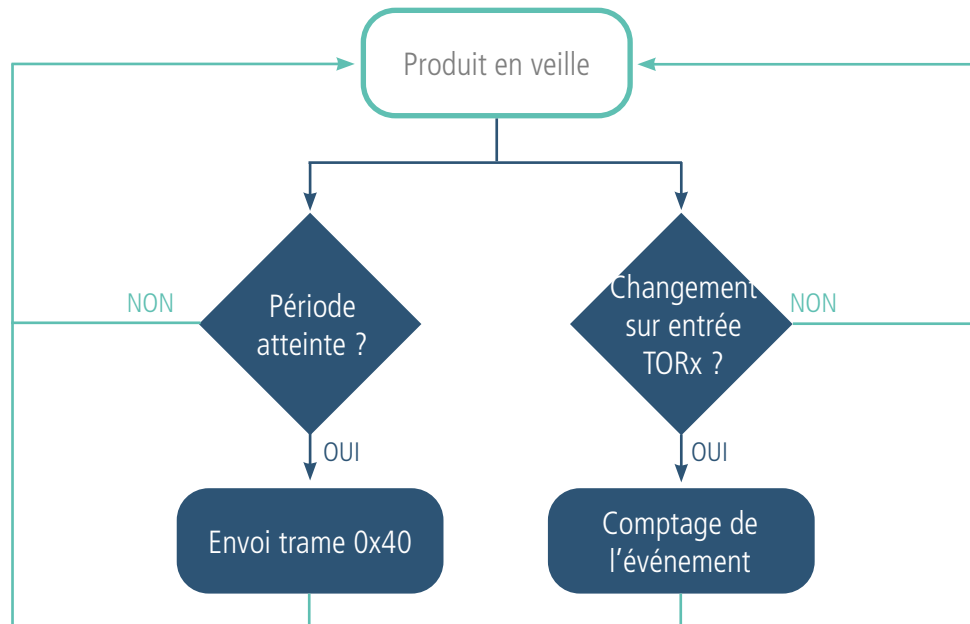 Produit en veille
NON
Période
atteinte ?
Changement
sur entrée
TORx ?
NON
OUI
OUI
Envoi trame 0x40
Comptage de
l’événement